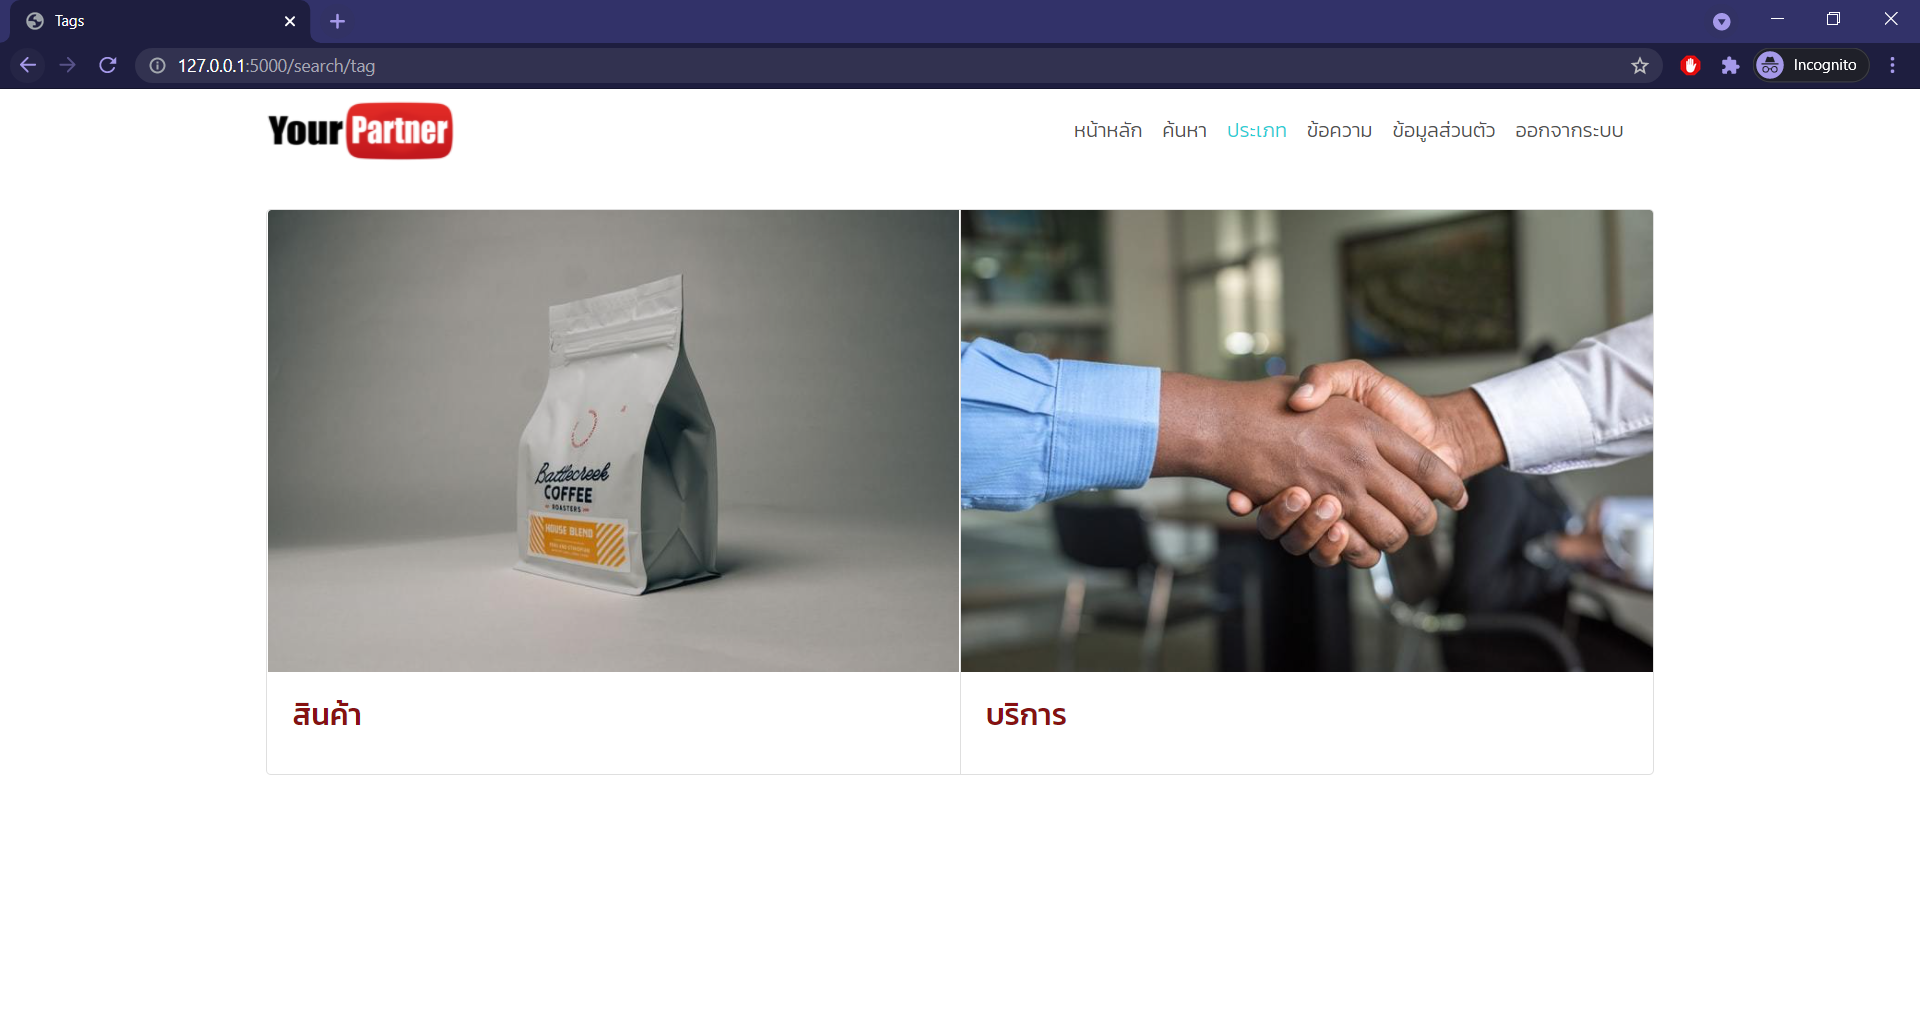 Tags
127.0.0.1:5000/search/tag
Incognito
Your Partner
หน้าหลัก ค้นหา ประเภท ข้อความ ข้อมูลส่วนตัว ออกจากระบบ
Battlecreek
COFFEE
ROASTERS
HOUSE BLEND
สินค้า
บริการ